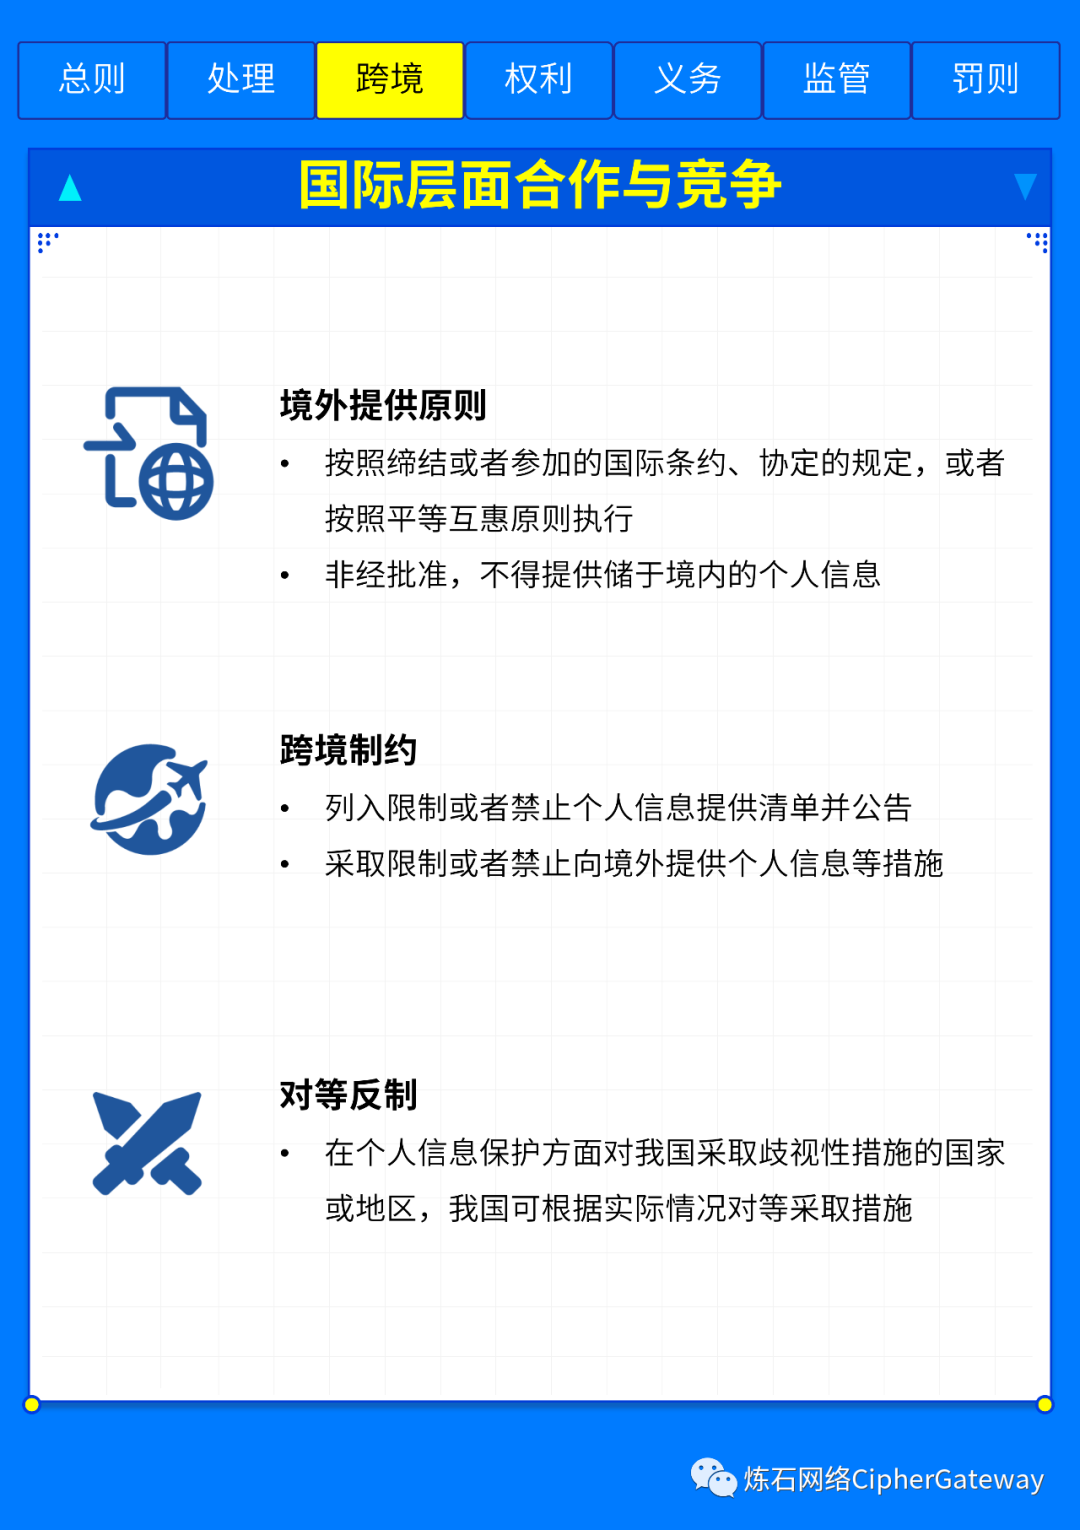 总则 处理 跨境 权利 义务 监管 罚则
国际层面合作与竞争
境外提供原则
• 按照缔结或者参加的国际条约、协定的规定，或者
按照平等互惠原则执行
• 非经批准，不得提供储于境内的个人信息
跨境制约
• 列入限制或者禁止个人信息提供清单并公告
• 采取限制或者禁止向境外提供个人信息等措施
对等反制
• 在个人信息保护方面对我国采取歧视性措施的国家
或地区，我国可根据实际情况对等采取措施
炼石网络CipherGateway